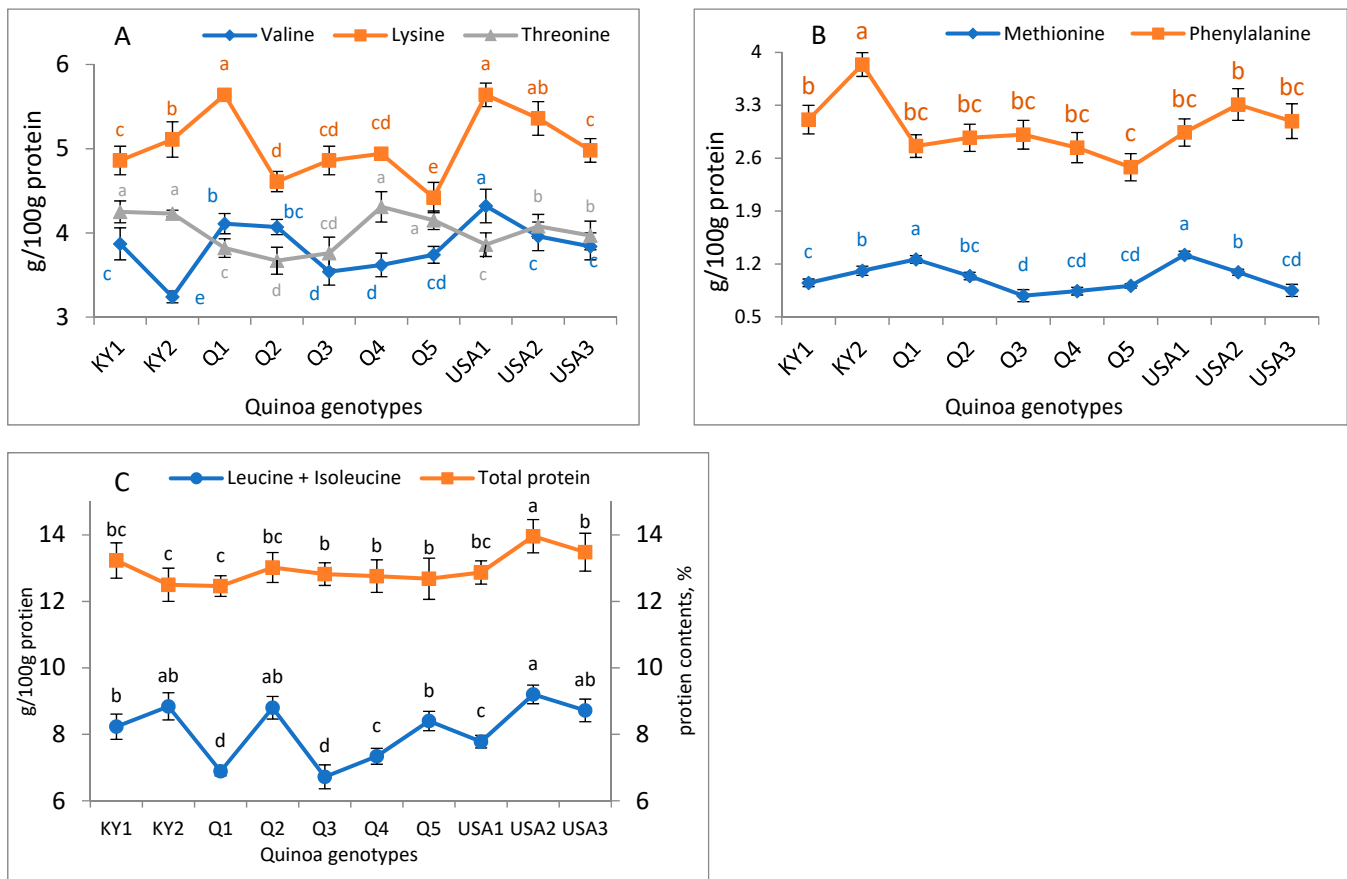 A
Valine Lysine Threonine
g/100g protein
6
5
4
3
a a
b ab
c cd cd c
d e
a a b a a b b
bc cd a
c e c d d d cd c c c
KY1 KY2 Q1 Q2 Q3 Q4 Q5 USA1 USA2 USA3
Quinoa genotypes
B
Methionine Phenylalanine
g/100g protein
4
3.3
2.6
1.9
1.2
0.5
b a bc bc bc bc c bc b bc
c b a bc d cd cd a b cd
KY1 KY2 Q1 Q2 Q3 Q4 Q5 USA1 USA2 USA3
Quinoa genotypes
C
Leucine + Isoleucine Total protein
g/100g protien
14
12
10
8
6
bc c c bc b b b bc a b
b ab d ab d c b c a ab
14
12
10
8
6
protien contents, %
KY1 KY2 Q1 Q2 Q3 Q4 Q5 USA1 USA2 USA3
Quinoa genotypes